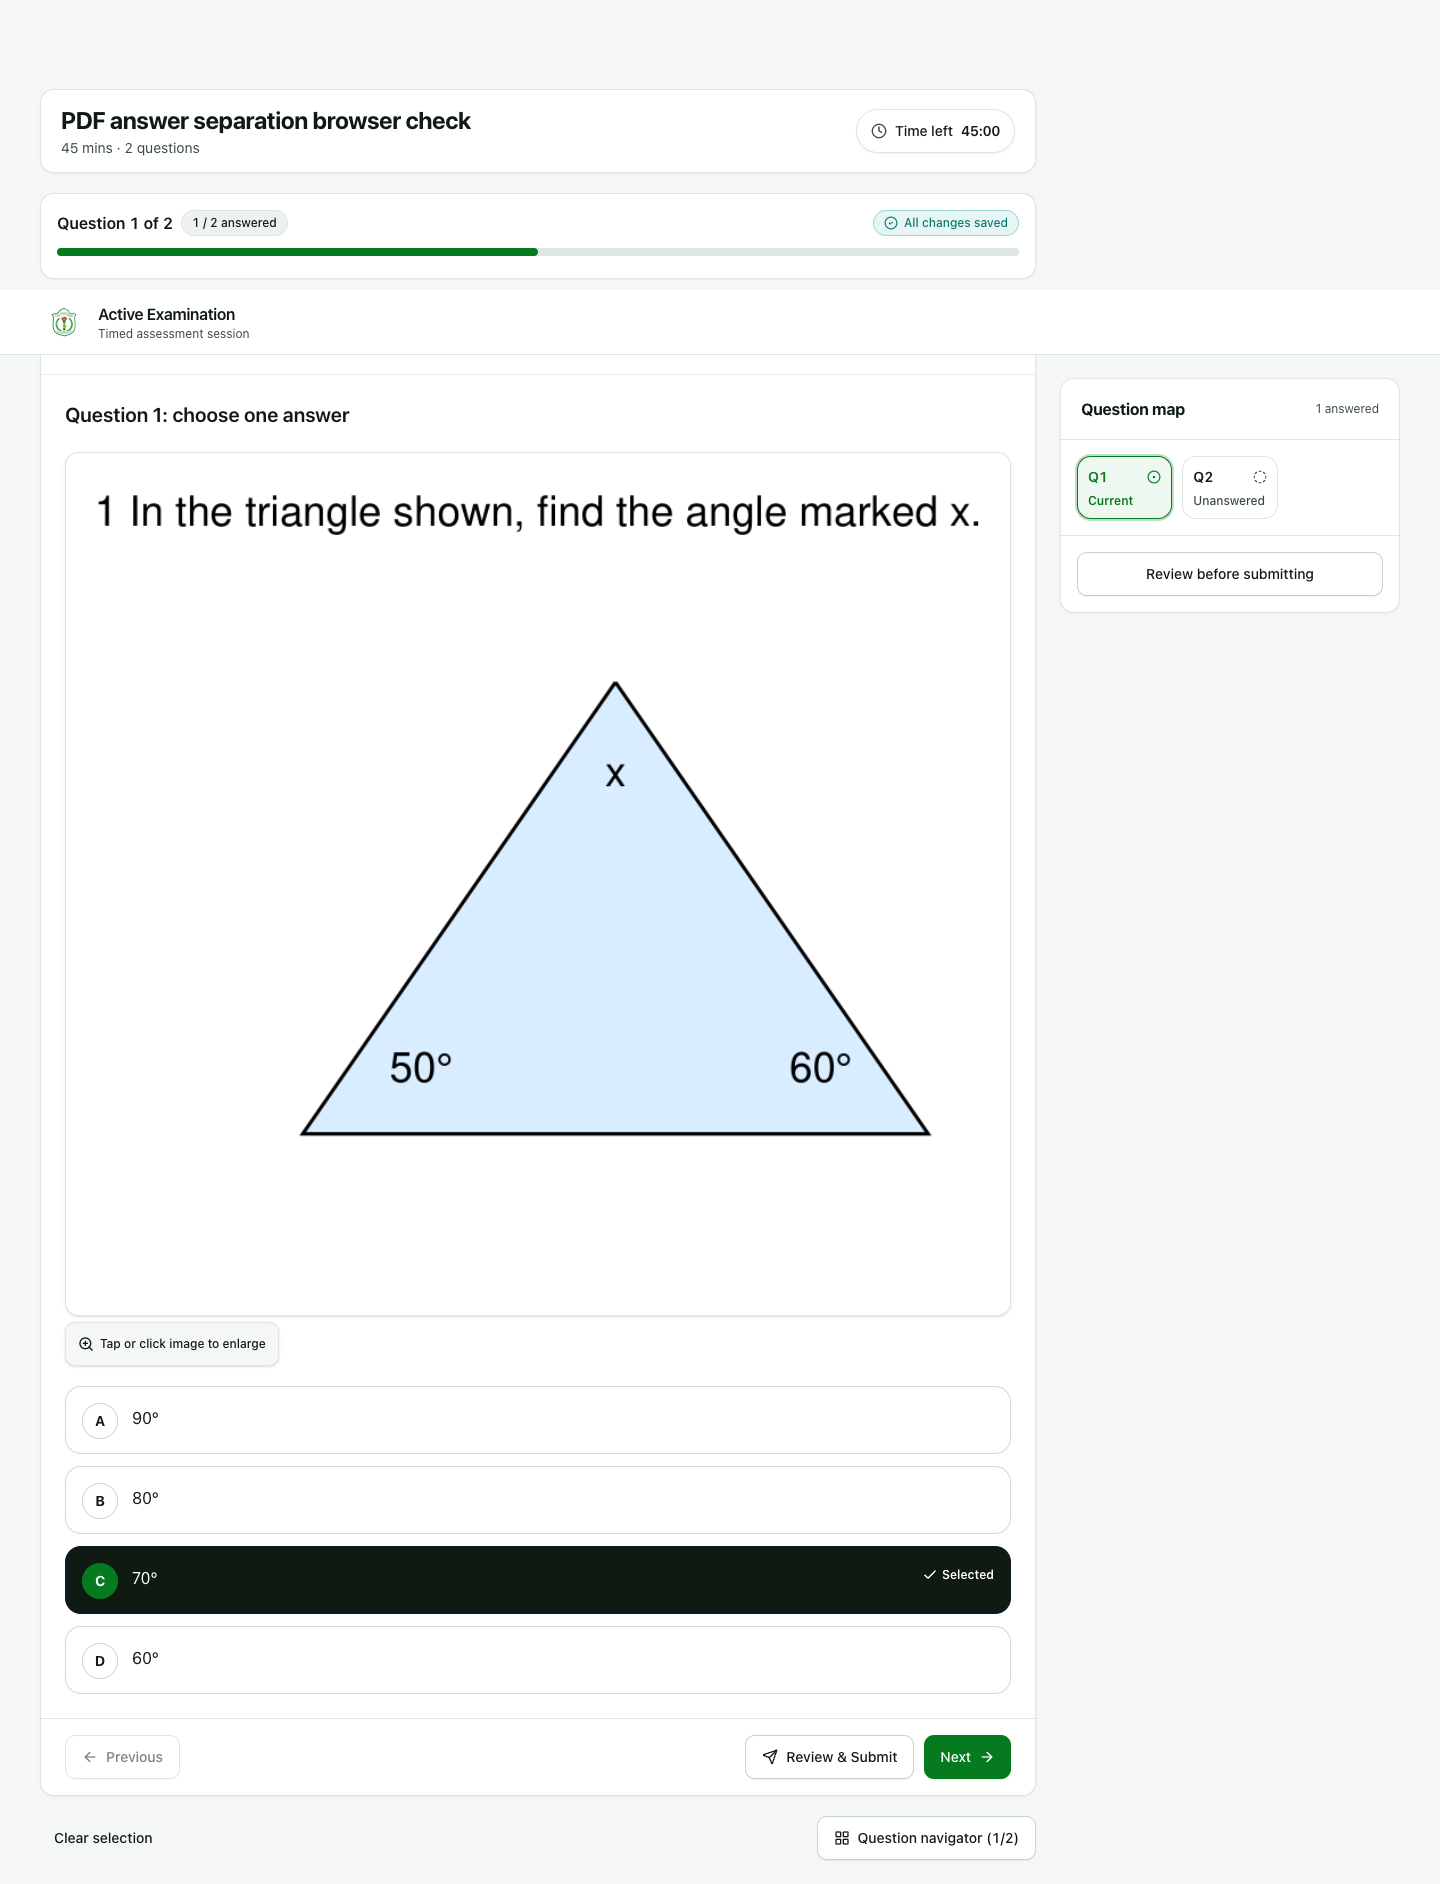 PDF answer separation browser check
45 mins · 2 questions
Time left 45:00
Question 1 of 2
1 / 2 answered
All changes saved
Active Examination
Timed assessment session
Question 1: choose one answer
1 In the triangle shown, find the angle marked x.
x
50°
60°
Tap or click image to enlarge
A 90°
B 80°
C 70°
Selected
D 60°
Previous
Review & Submit
Next
Clear selection
Question navigator (1/2)
Question map
1 answered
Q1
Current
Q2
Unanswered
Review before submitting